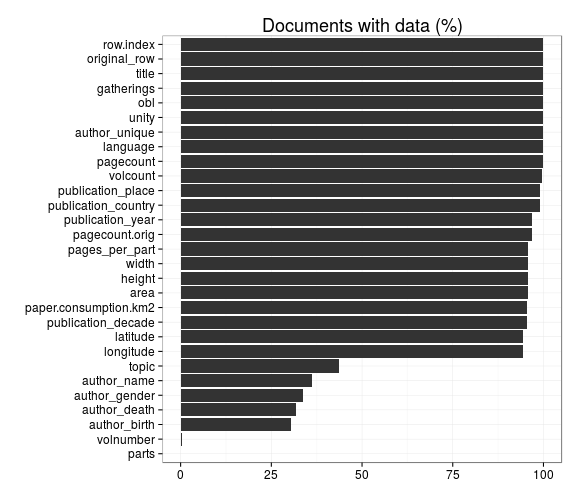 Documents with data (%)
row.index
original_row
title
gatherings
obl
unity
author_unique
language
pagecount
volcount
publication_place
publication_country
publication_year
pagecount.orig
pages_per_part
width
height
area
paper.consumption.km2
publication_decade
latitude
longitude
topic
author_name
author_gender
author_death
author_birth
volnumber
parts
0 25 50 75 100